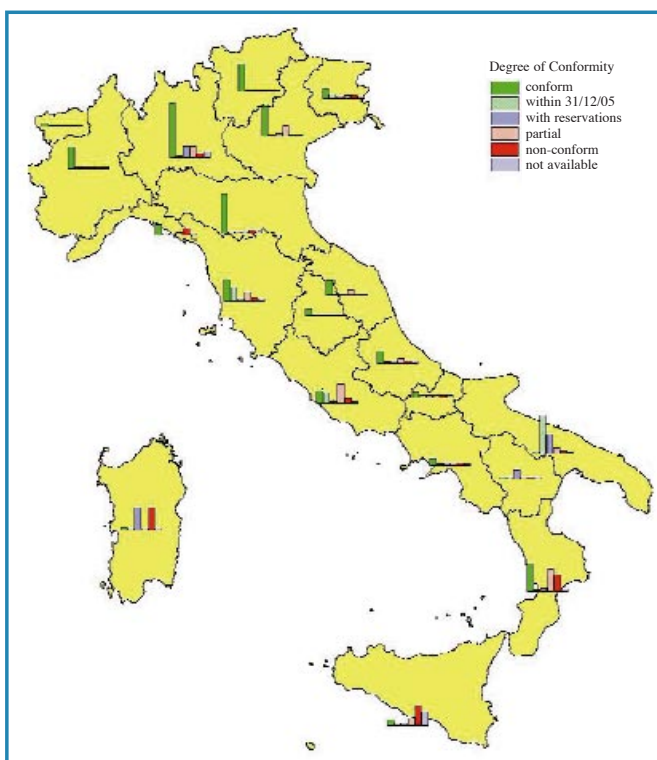 Degree of Conformity
conform
within 31/12/05
with reservations
partial
non-conform
not available